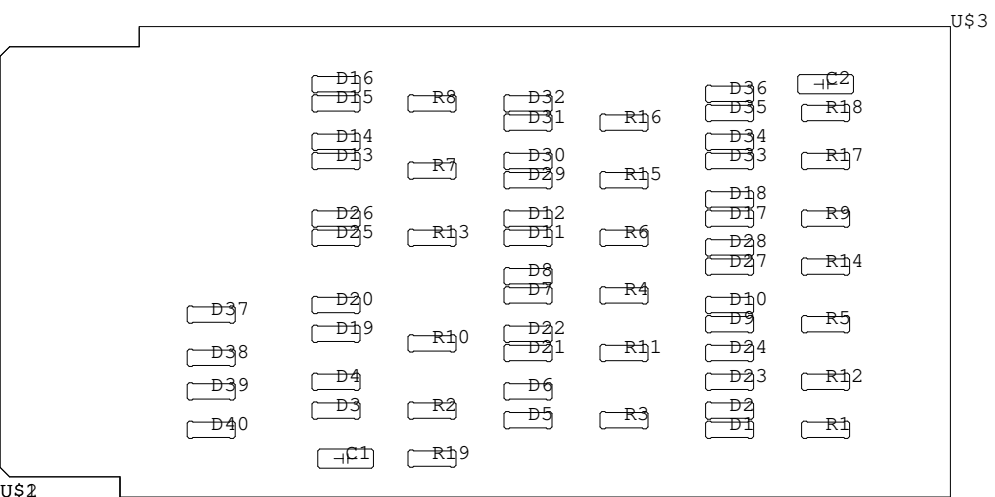 U$3
D16
C2
D36
D15
R8
D32
D35
R18
D31
R16
D14
D34
D13
D30
D33
R17
R7
D29
R15
D18
D26
D12
D17
R9
D25
R13
D11
R6
D28
D27
R14
D8
D7
R4
D20
D10
D37
D9
R5
D19
D22
R10
D21
R11
D24
D38
D4
D23
R12
D39
D6
D3
R2
D2
D5
R3
D40
D1
R1
C1
R19